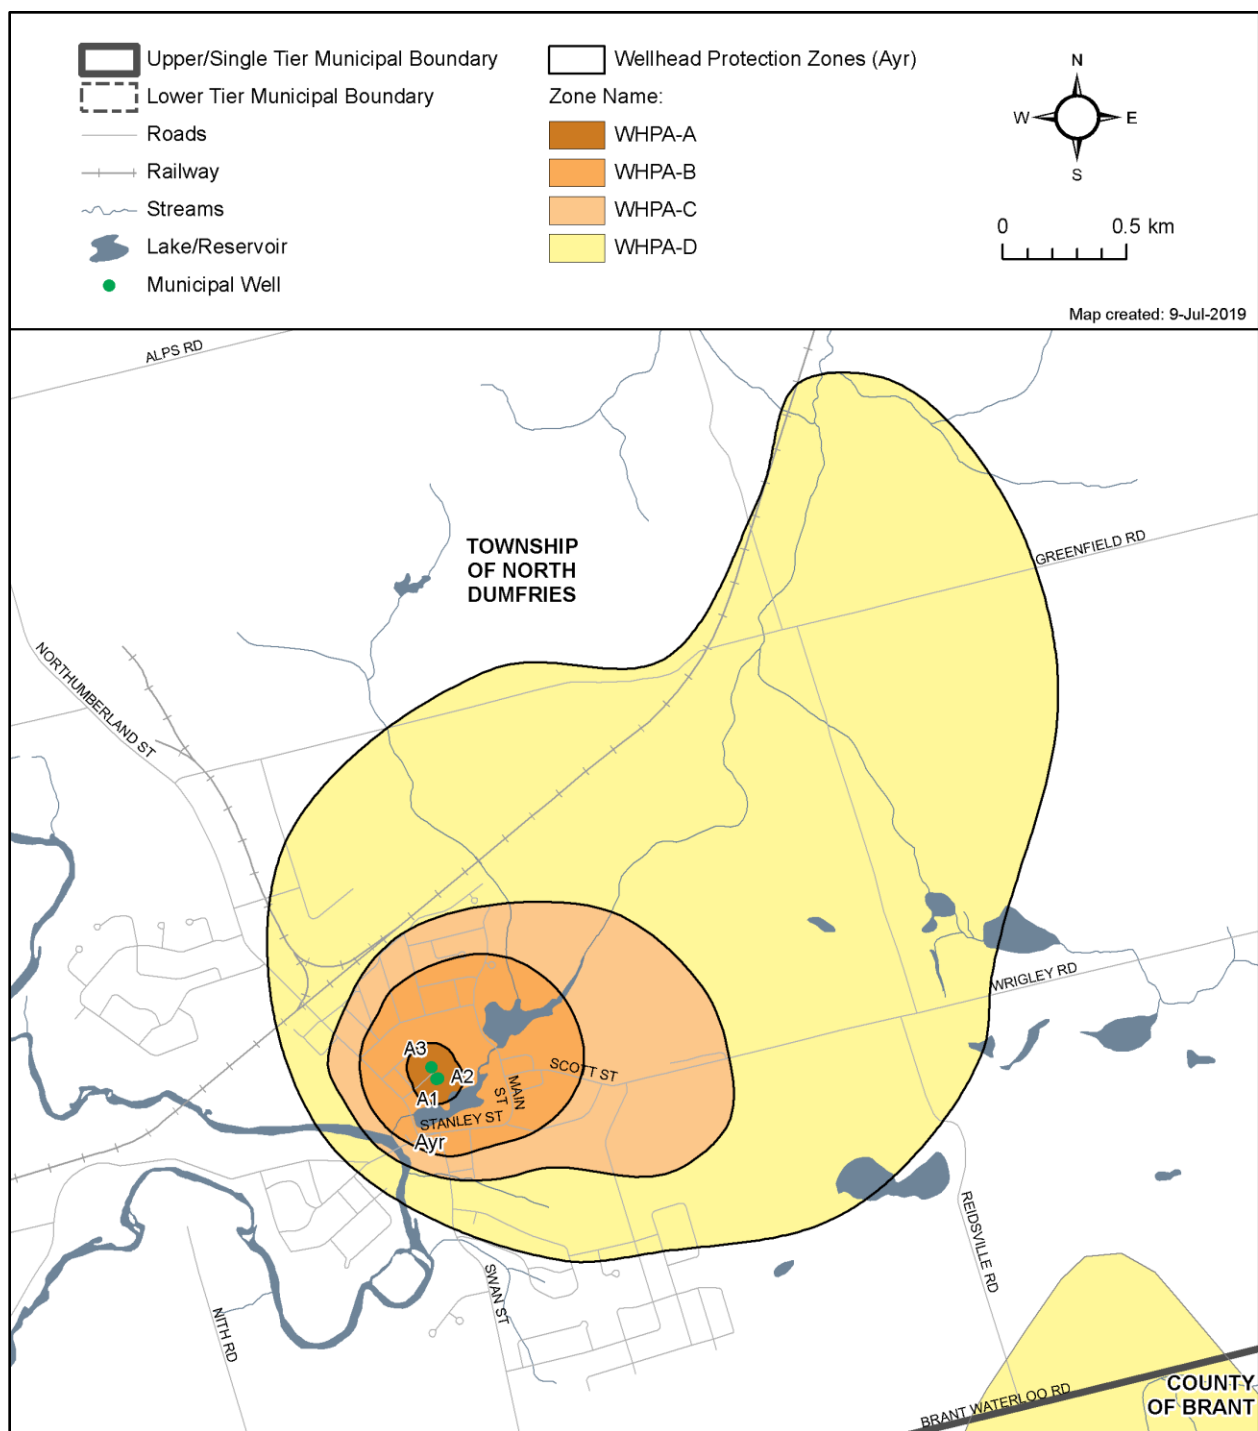 Upper/Single Tier Municipal Boundary
Lower Tier Municipal Boundary
Roads
Railway
Streams
Lake/Reservoir
Municipal Well
Wellhead Protection Zones (Ayr)
Zone Name:
WHPA-A
WHPA-B
WHPA-C
WHPA-D
N
W E
S
0 0.5 km
Map created: 9-Jul-2019
ALPS RD
TOWNSHIP
OF NORTH
DUMFRIES
GREENFIELD RD
NORTHUMBERLAND ST
WRIGLEY RD
A3
A2
A1
SCOTT ST
MAIN
ST
STANLEY ST
Ayr
REIDSVILLE RD
SWAN ST
NITH RD
BRANT WATERLOO RD
COUNTY
OF BRANT